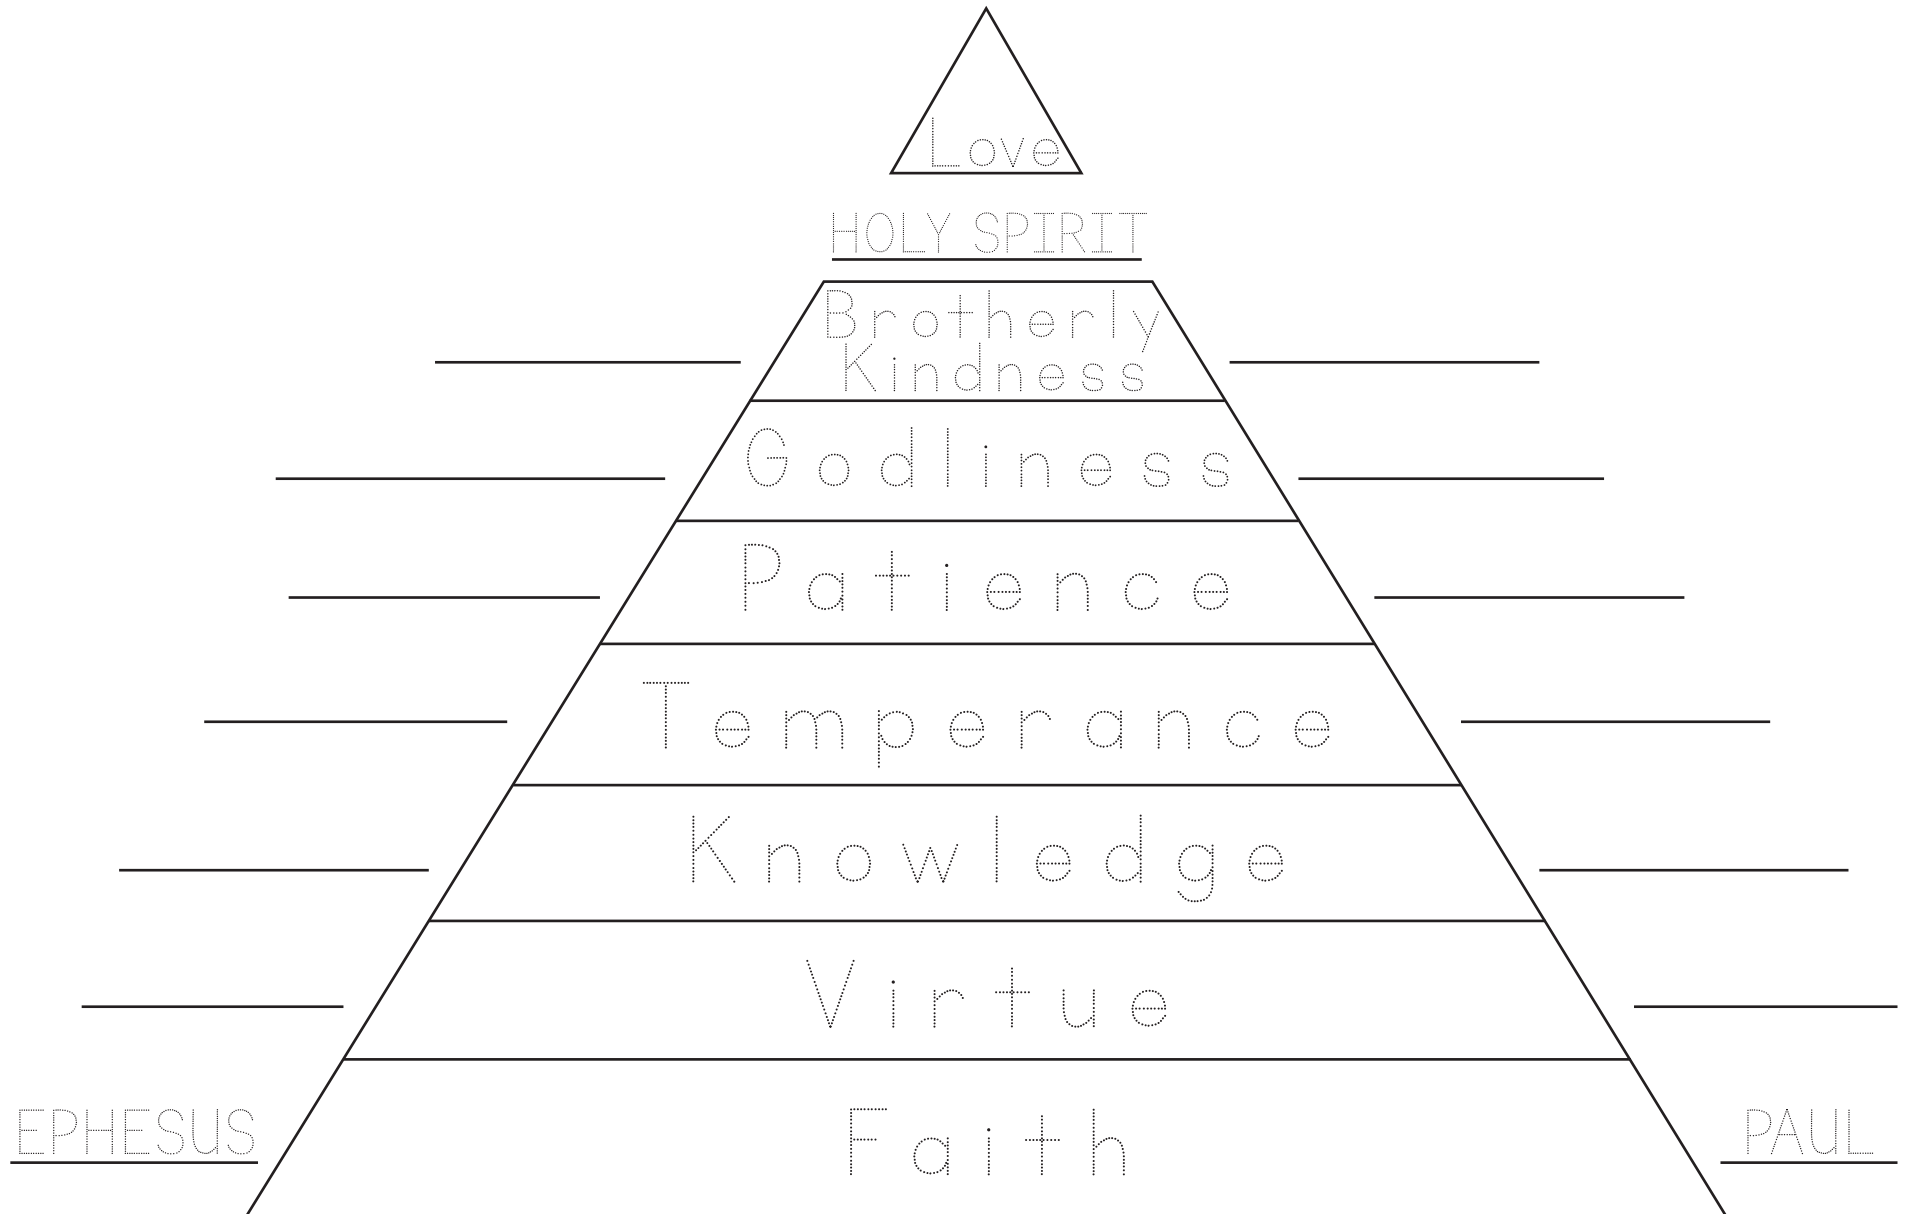 Love
HOLY SPIRIT
Brotherly
Kindness
Godliness
Patience
Temperance
Knowledge
Virtue
EPHESUS Faith PAUL